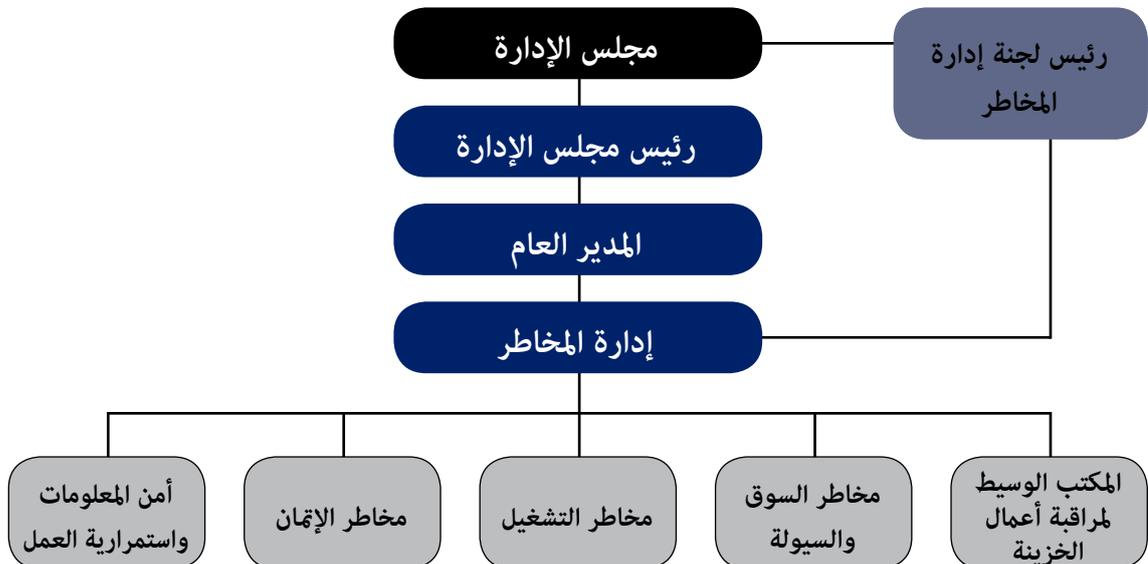 مجلس الإدارة
رئيس لجنة إدارة
المخاطر
رئيس مجلس الإدارة
المدير العام
إدارة المخاطر
المكتب الوسيط
لمراقبة أعمال
الخزينة
مخاطر السوق
والسيولة
مخاطر التشغيل
مخاطر الإئتمان
أمن المعلومات
واستمرارية العمل